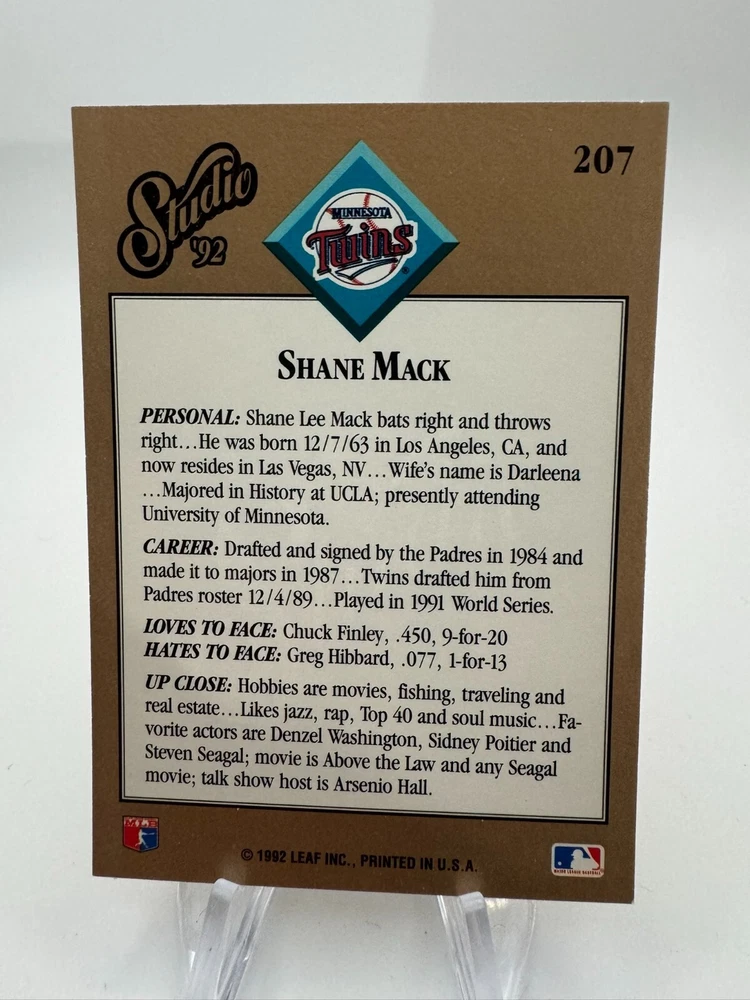 Studio
'92
207
MINNESOTA
Twins
SHANE MACK
PERSONAL: Shane Lee Mack bats right and throws
right...He was born 12/7/63 in Los Angeles, CA, and
now resides in Las Vegas, NV...Wife's name is Darleena
...Majored in History at UCLA; presently attending
University of Minnesota.
CAREER: Drafted and signed by the Padres in 1984 and
made it to majors in 1987...Twins drafted him from
Padres roster 12/4/89...Played in 1991 World Series.
LOVES TO FACE: Chuck Finley, .450, 9-for-20
HATES TO FACE: Greg Hibbard, .077, 1-for-13
UP CLOSE: Hobbies are movies, fishing, traveling and
real estate...Likes jazz, rap, Top 40 and soul music...Fa-
vorite actors are Denzel Washington, Sidney Poitier and
Steven Seagal; movie is Above the Law and any Seagal
movie; talk show host is Arsenio Hall.
MLB
© 1992 LEAF INC., PRINTED IN U.S.A.
MAJOR LEAGUE BASEBALL